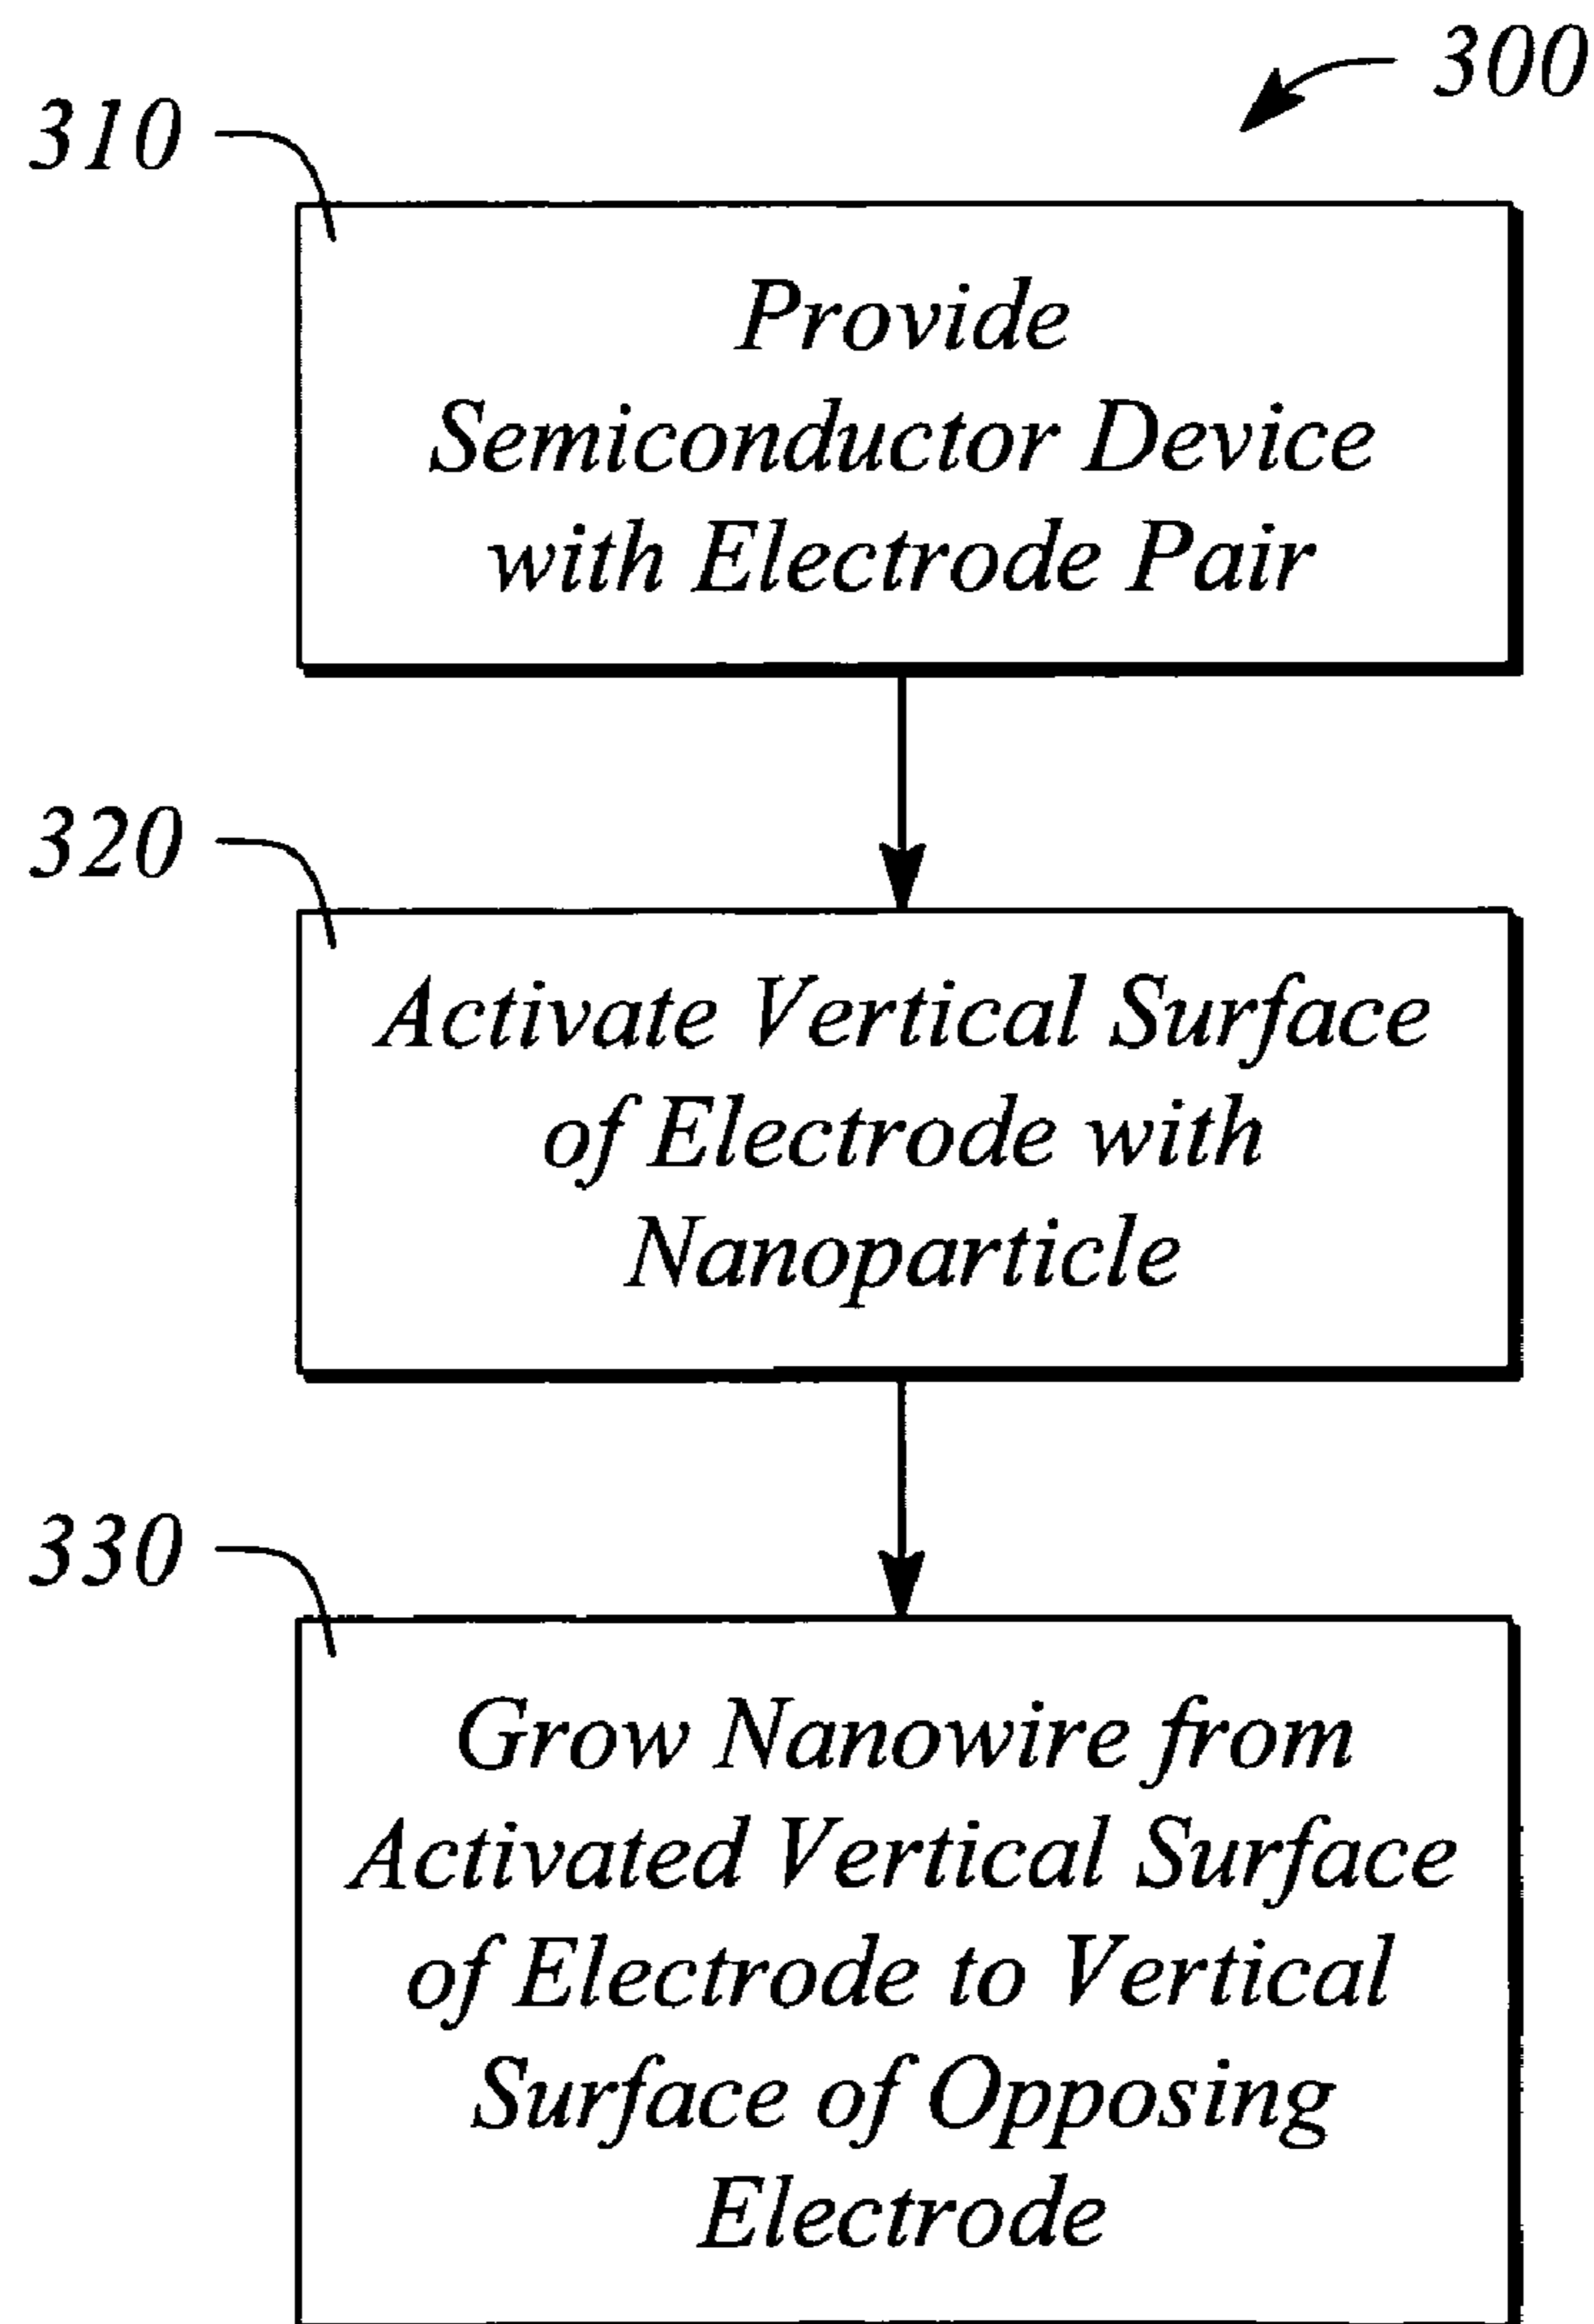 300
310
Provide
Semiconductor Device
with Electrode Pair
320
Activate Vertical Surface
of Electrode with
Nanoparticle
330
Grow Nanowire from
Activated Vertical Surface
of Electrode to Vertical
Surface of Opposing
Electrode